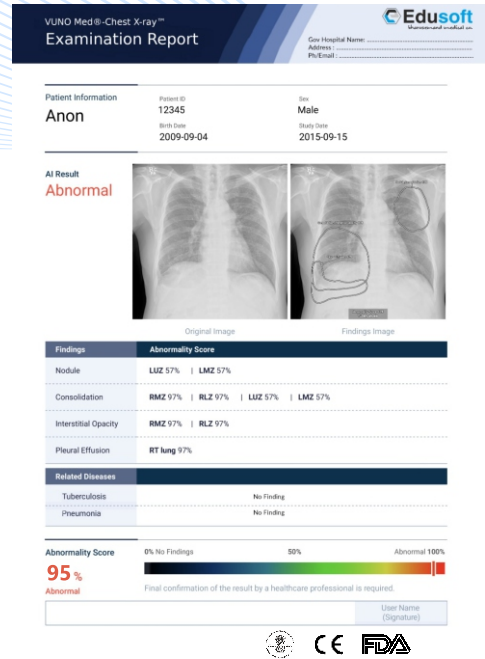 VUNO Med®-Chest X-ray™
Examination Report
Edusoft
Gov Hospital Name:
Address :
Ph/Email :
Patient Information
Anon
Patient ID
12345
Sex
Male
Birth Date
2009-09-04
Study Date
2015-09-15
AI Result
Abnormal
Original Image
Findings Image
Findings Abnormality Score
Nodule LUZ 57% | LMZ 57%
Consolidation RMZ 97% | RLZ 97% | LUZ 57% | LMZ 57%
Interstitial Opacity RMZ 97% | RLZ 97%
Pleural Effusion RT lung 97%
Related Diseases
Tuberculosis No Finding
Pneumonia No Finding
Abnormality Score
95 %
Abnormal
0% No Findings 50% Abnormal 100%
Final confirmation of the result by a healthcare professional is required.
User Name
(Signature)
CE FDA